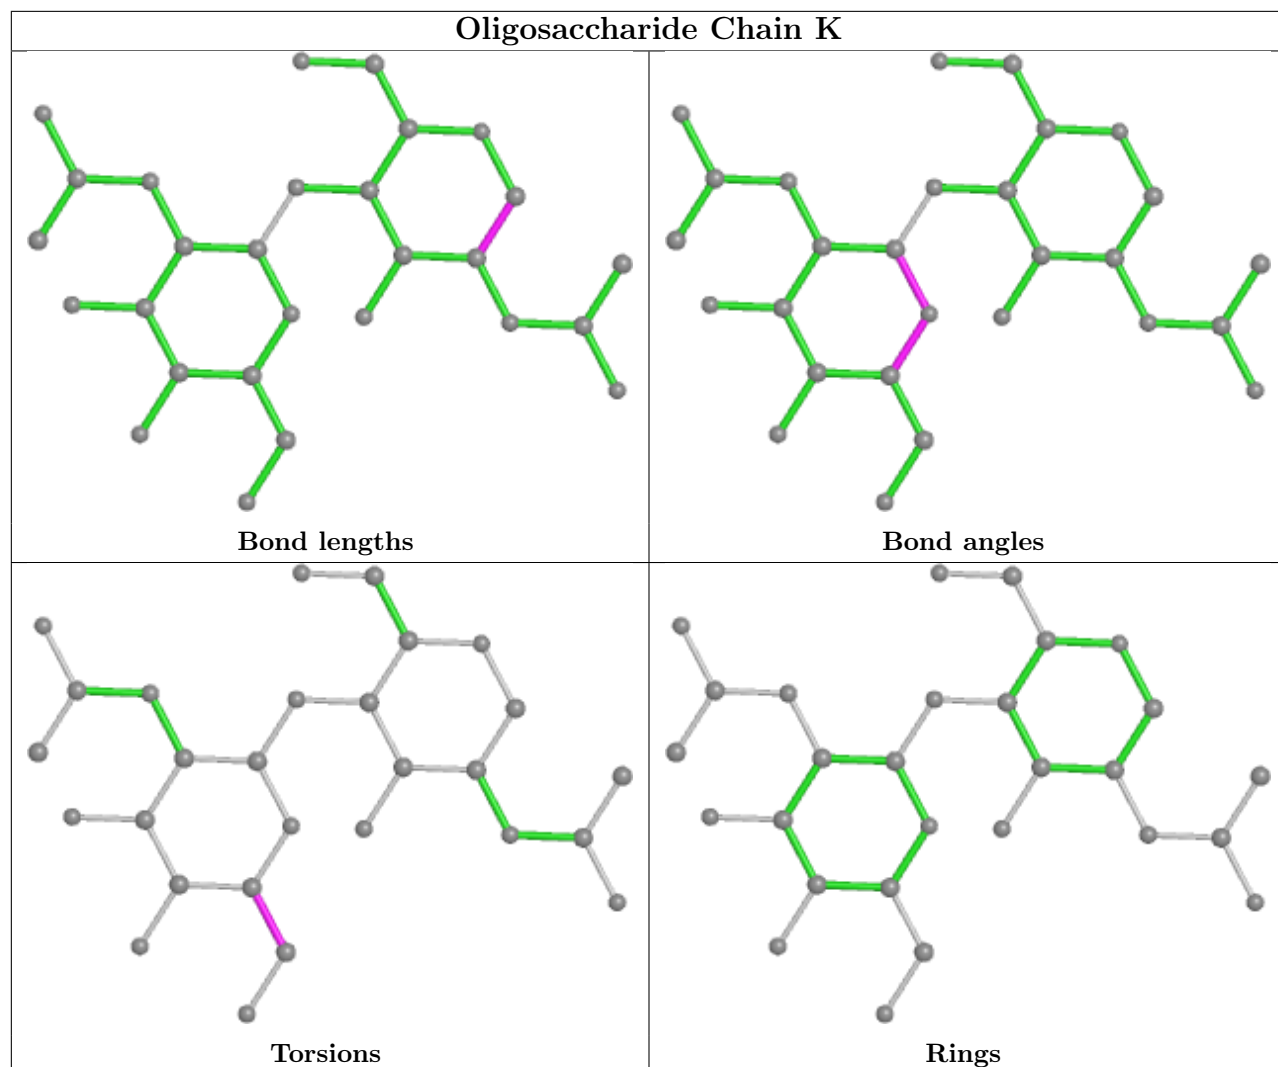 Oligosaccharide Chain K
Bond lengths
Bond angles
Torsions
Rings